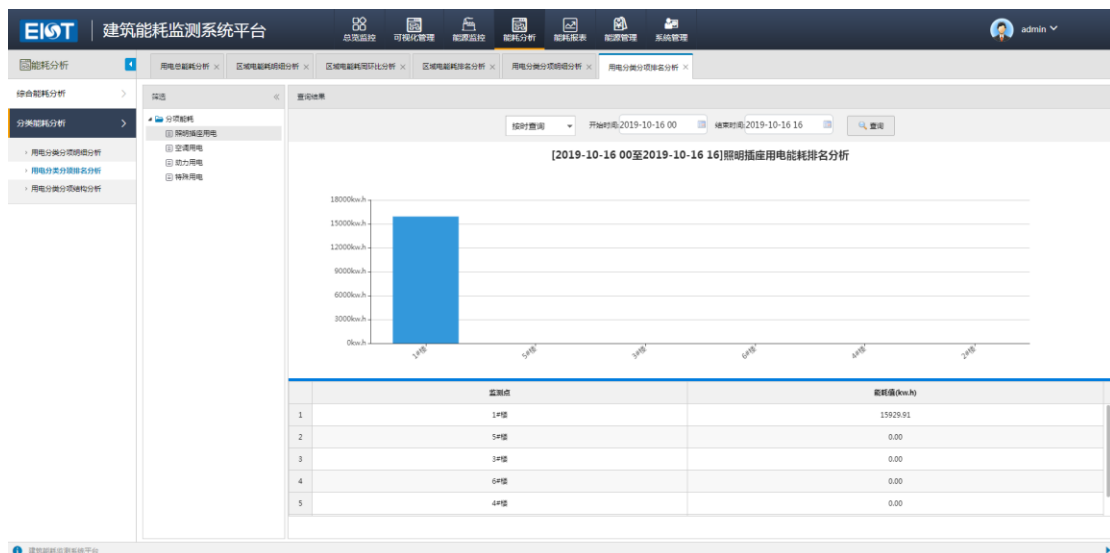 EIOT 建筑能耗监测系统平台
总览监控 可视化管理 能源监控 能耗分析 能耗报表 能源管理 系统管理
admin
能耗分析
用电总能耗分析 × 区域电能耗明细分析 × 区域电能耗同环比分析 × 区域电能耗排名分析 × 用电分类分项明细分析 × 用电分类分项排名分析 ×
综合能耗分析
分类能耗分析
用电分类分项明细分析
用电分类分项排名分析
用电分类分项结构分析
筛选
分项能耗
照明插座用电
空调用电
动力用电
特殊用电
查询结果
按时查询 开始时间:2019-10-16 00 结束时间:2019-10-16 16 查询
[2019-10-16 00至2019-10-16 16]照明插座用电能耗排名分析
18000kw.h
15000kw.h
12000kw.h
9000kw.h
6000kw.h
3000kw.h
0kw.h
1#楼 5#楼 3#楼 6#楼 4#楼 2#楼
监测点 能耗值(kw.h)
1 1#楼 15929.91
2 5#楼 0.00
3 3#楼 0.00
4 6#楼 0.00
5 4#楼 0.00
建筑能耗监测系统平台